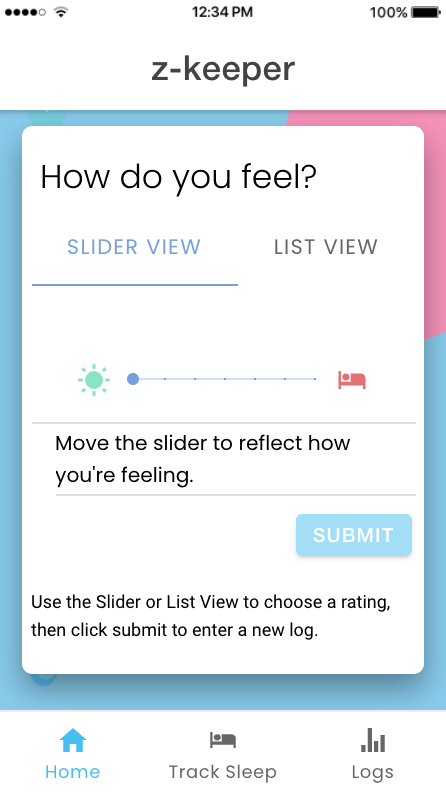 12:34 PM 100%
z-keeper
How do you feel?
SLIDER VIEW LIST VIEW
Move the slider to reflect how
you're feeling.
SUBMIT
Use the Slider or List View to choose a rating,
then click submit to enter a new log.
Home Track Sleep Logs